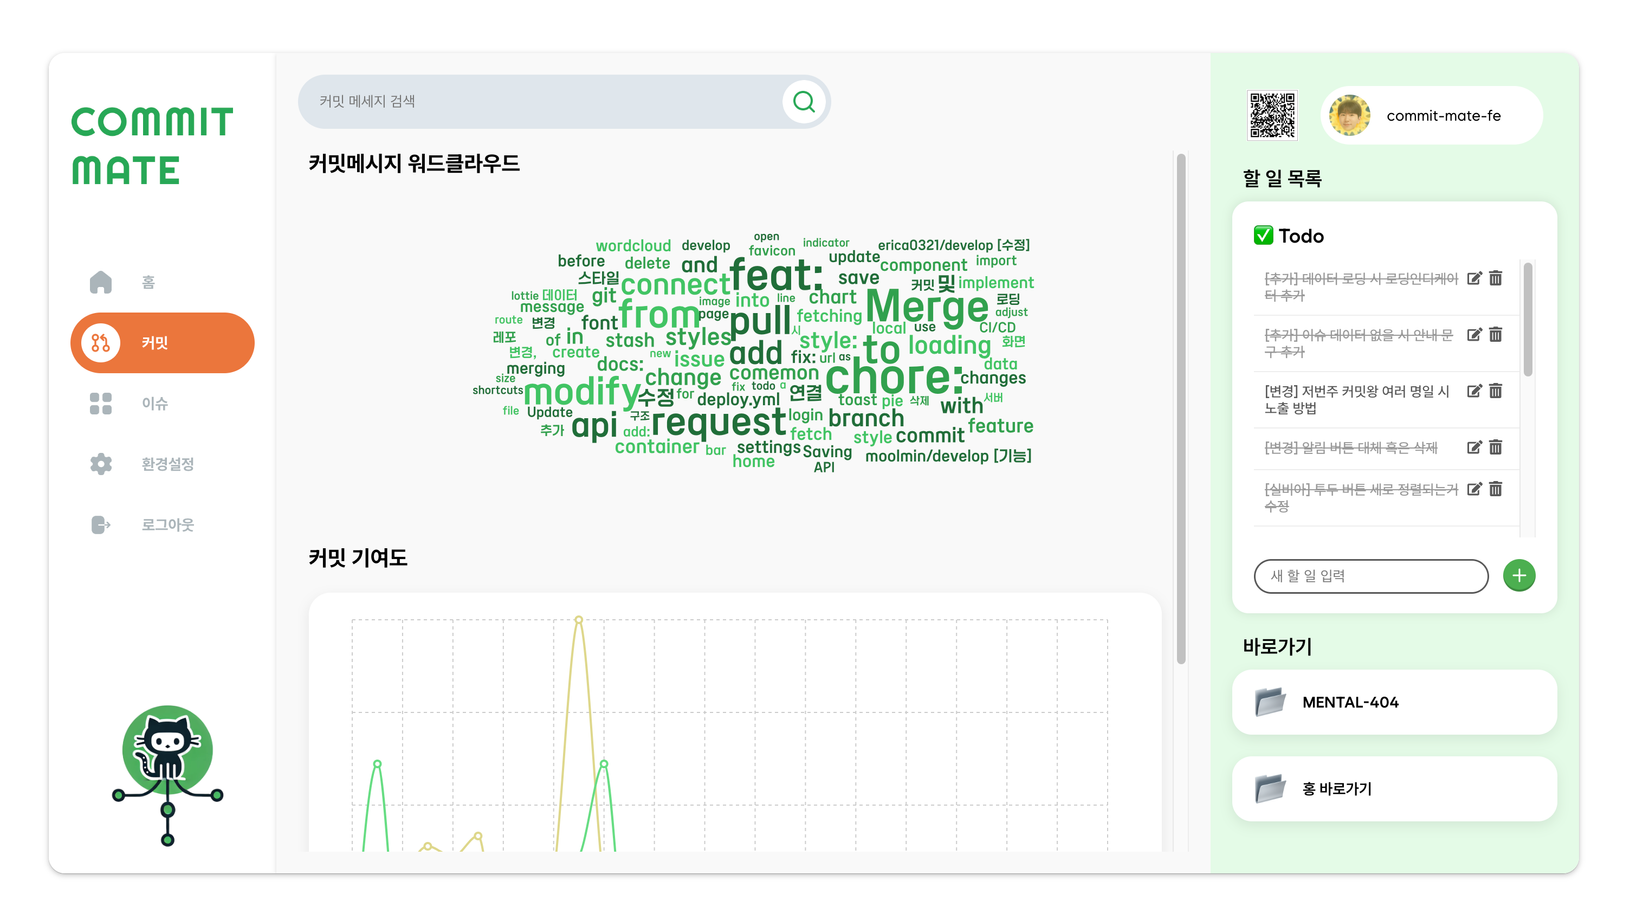 COMMIT
MATE
홈
커밋
이슈
환경설정
로그아웃
커밋 메세지 검색
커밋메시지 워드클라우드
open
wordcloud develop favicon indicator erica0321/develop [수정]
before delete and feat: update component import
스타일 connect save 커밋 및 implement
lottie 데이터 git image into line chart Merge 로딩
message from page pull fetching adjust
route 변경 font 시 local use CI/CD
레포 of in stash styles style: to loading 화면
변경, create docs: new issue add fix: url as data
merging change comemon chore: changes
size fix todo a
shortcuts modify 수정 for deploy.yml 연결 toast pie 삭제 with 서버
file Update 구조 request login branch
추가 api add: fetch style commit feature
container bar settings Saving moolmin/develop [기능]
home API
커밋 기여도
commit-mate-fe
할 일 목록
✅ Todo
[추가] 데이터 로딩 시 로딩인디케이
터 추가
[추가] 이슈 데이터 없을 시 안내 문
구 추가
[변경] 저번주 커밋왕 여러 명일 시
노출 방법
[변경] 알림 버튼 대체 혹은 삭제
[실비아] 투두 버튼 세로 정렬되는거
수정
새 할 일 입력
바로가기
MENTAL-404
홍 바로가기